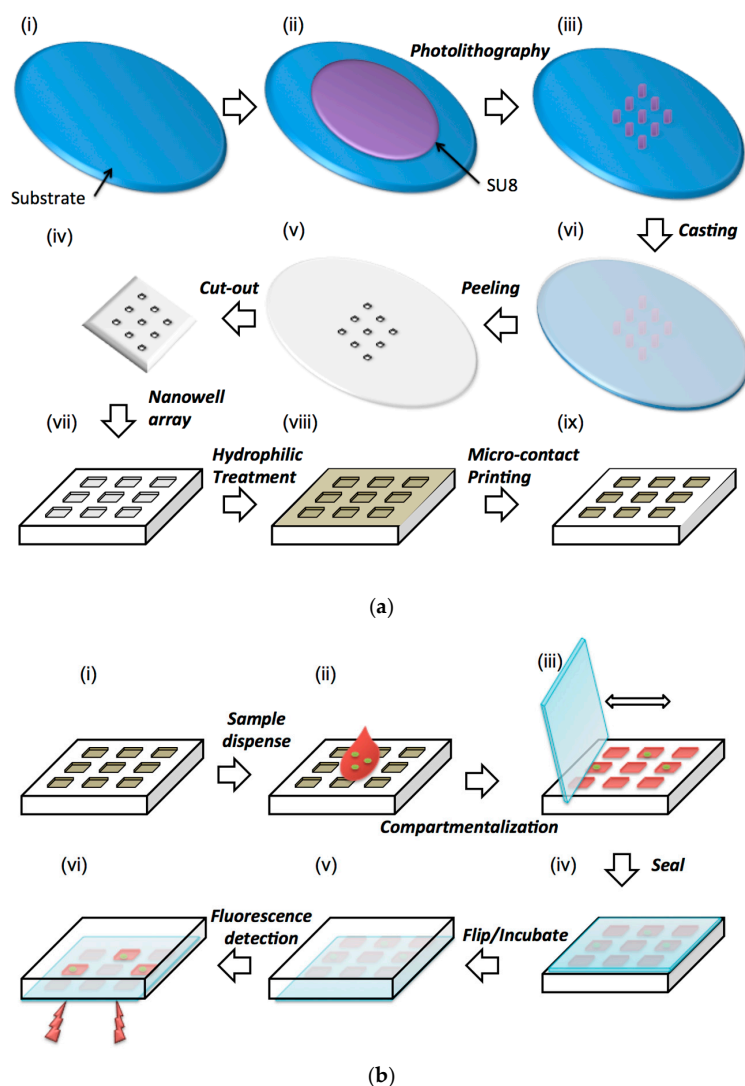 (i)
(ii)
Photolithography
(iii)
Substrate
SU8
(iv)
(v)
(vi)
Casting
Cut-out
Peeling
(vii)
Nanowell
array
(viii)
(ix)
Hydrophilic
Treatment
Micro-contact
Printing
(a)
(i)
(ii)
(iii)
Sample
dispense
Compartmentalization
(vi)
(v)
(iv)
Seal
Fluorescence
detection
Flip/Incubate
(b)